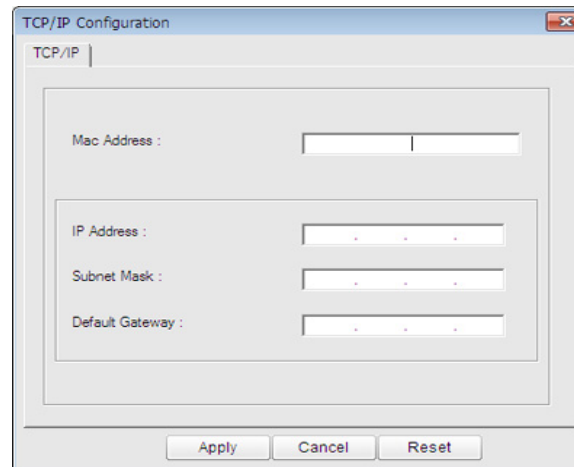 TCP/IP Configuration
TCP/IP
Mac Address :
IP Address : . . .
Subnet Mask : . . .
Default Gateway : . . .
Apply Cancel Reset